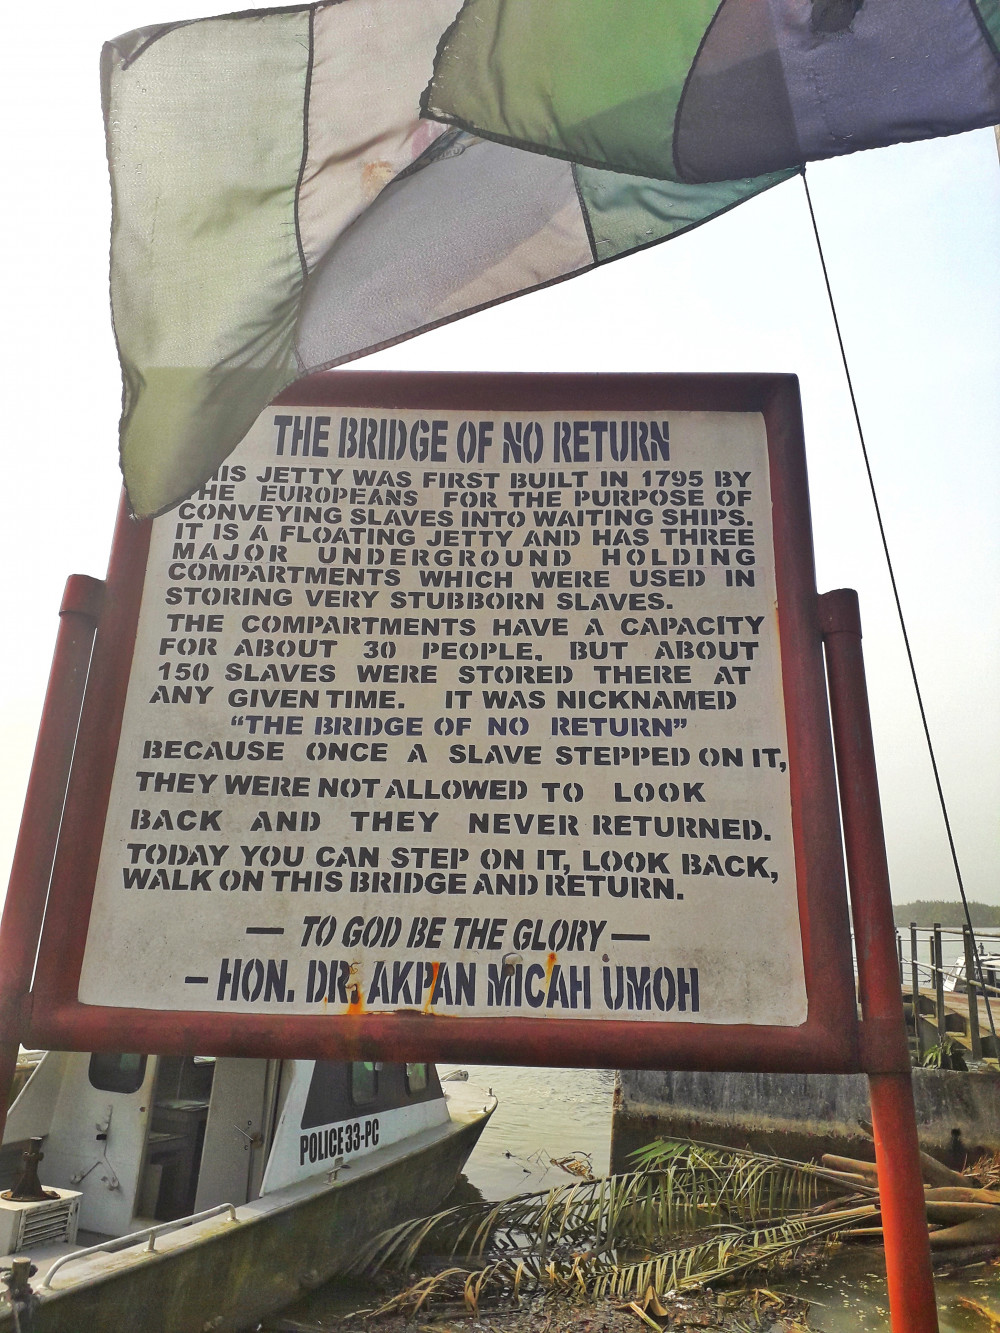 THE BRIDGE OF NO RETURN
THIS JETTY WAS FIRST BUILT IN 1795 BY
THE EUROPEANS FOR THE PURPOSE OF
CONVEYING SLAVES INTO WAITING SHIPS.
IT IS A FLOATING JETTY AND HAS THREE
MAJOR UNDERGROUND HOLDING
COMPARTMENTS WHICH WERE USED IN
STORING VERY STUBBORN SLAVES.
THE COMPARTMENTS HAVE A CAPACITY
FOR ABOUT 30 PEOPLE, BUT ABOUT
150 SLAVES WERE STORED THERE AT
ANY GIVEN TIME. IT WAS NICKNAMED
“THE BRIDGE OF NO RETURN”
BECAUSE ONCE A SLAVE STEPPED ON IT,
THEY WERE NOT ALLOWED TO LOOK
BACK AND THEY NEVER RETURNED.
TODAY YOU CAN STEP ON IT, LOOK BACK,
WALK ON THIS BRIDGE AND RETURN.
— TO GOD BE THE GLORY —
— HON. DR. AKPAN MICAH UMOH
POLICE 33-PC